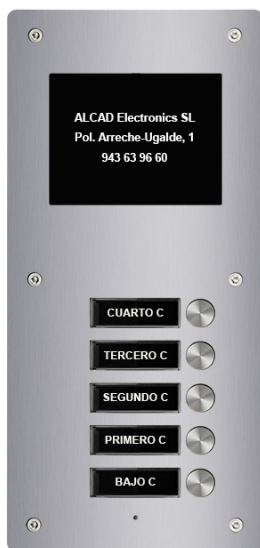 ALCAD Electronics SL
Pol. Arreche-Ugalde, 1
943 63 96 60
CUARTO C
TERCERO C
SEGUNDO C
PRIMERO C
BAJO C